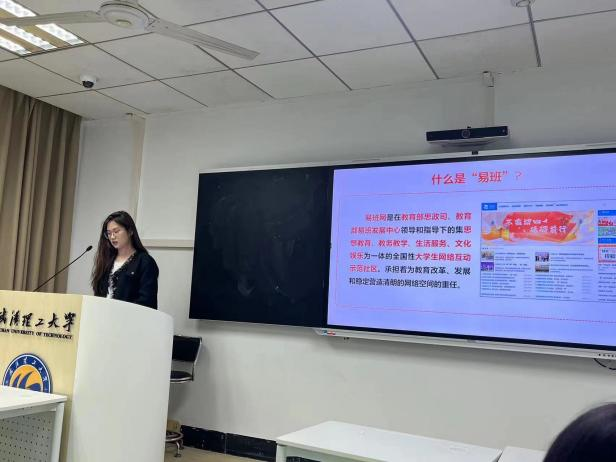 什么是“易班”？
易班网是在教育部思政司、教育
部易班发展中心领导和指导下的集思
想教育、教务教学、生活服务、文化
娱乐为一体的全国性大学生网络互动
示范社区。承担着为教育改革、发展
和稳定营造清朗的网络空间的重任。
武汉理工大学
HAN UNIVERSITY OF TECHNOLOGY